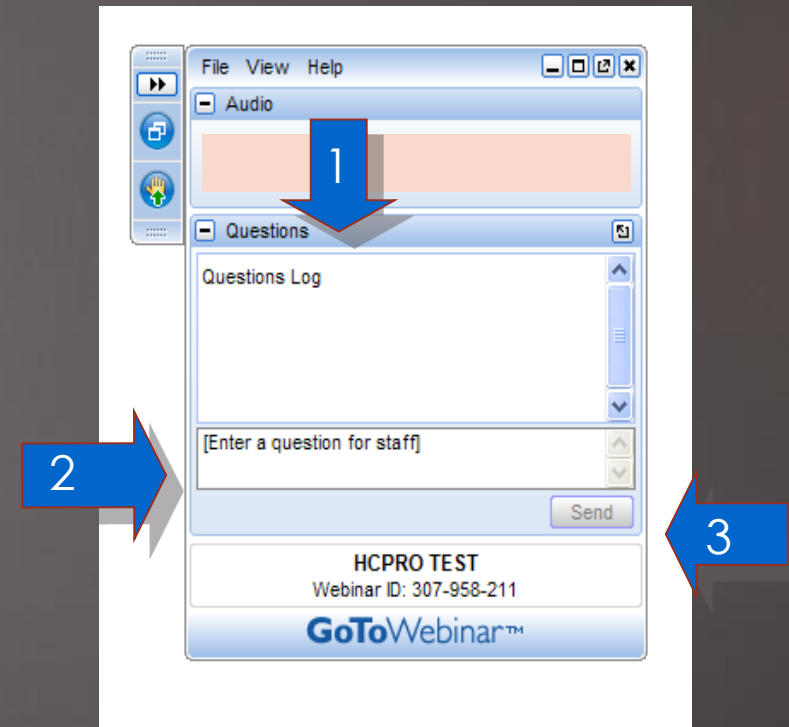 File View Help
Audio
1
Questions
Questions Log
[Enter a question for staff]
2
Send
3
HCPRO TEST
Webinar ID: 307-958-211
GoToWebinar™